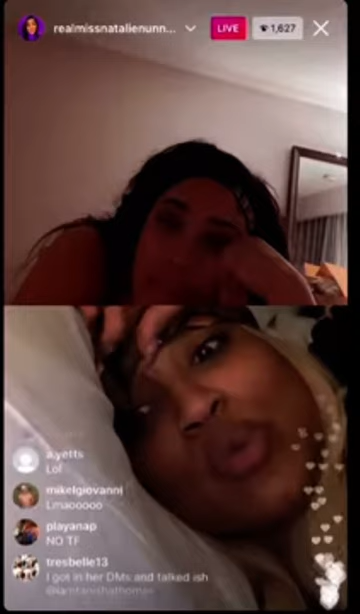 realmissnatalienunn...
LIVE
1,627
a.yetts
Lol
mikelgiovanni
Lmaooooo
playanap
NO TF
tresbelle13
I got in her DMs and talked ish
@iamtanishathomas